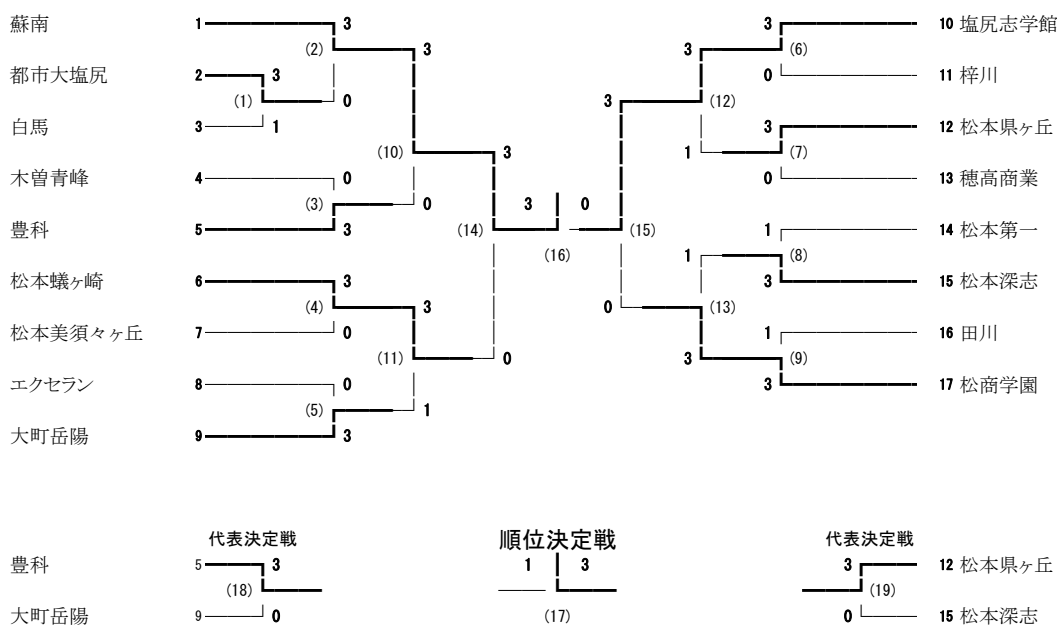 蘇南 1 3 3 10 塩尻志学館
(2) 3 3 (6)
都市大塩尻 2 3 0 11 梓川
(1) 0 3 (12)
白馬 3 1 3 12 松本県ヶ丘
(10) 3 1 (7)
木曽青峰 4 0 0 13 穂高商業
(3) 0 3 0
豊科 5 3 (14) (15) 1 14 松本第一
(16) 1 (8)
松本蟻ヶ崎 6 3 3 15 松本深志
(4) 3 0 (13)
松本美須々ヶ丘 7 0 1 16 田川
(11) 0 3 (9)
エクセラン 8 0 3 17 松商学園
(5) 1
大町岳陽 9 3
代表決定戦 順位決定戦 代表決定戦
豊科 5 3 1 3 3 12 松本県ヶ丘
(18) (19)
大町岳陽 9 0 (17) 0 15 松本深志